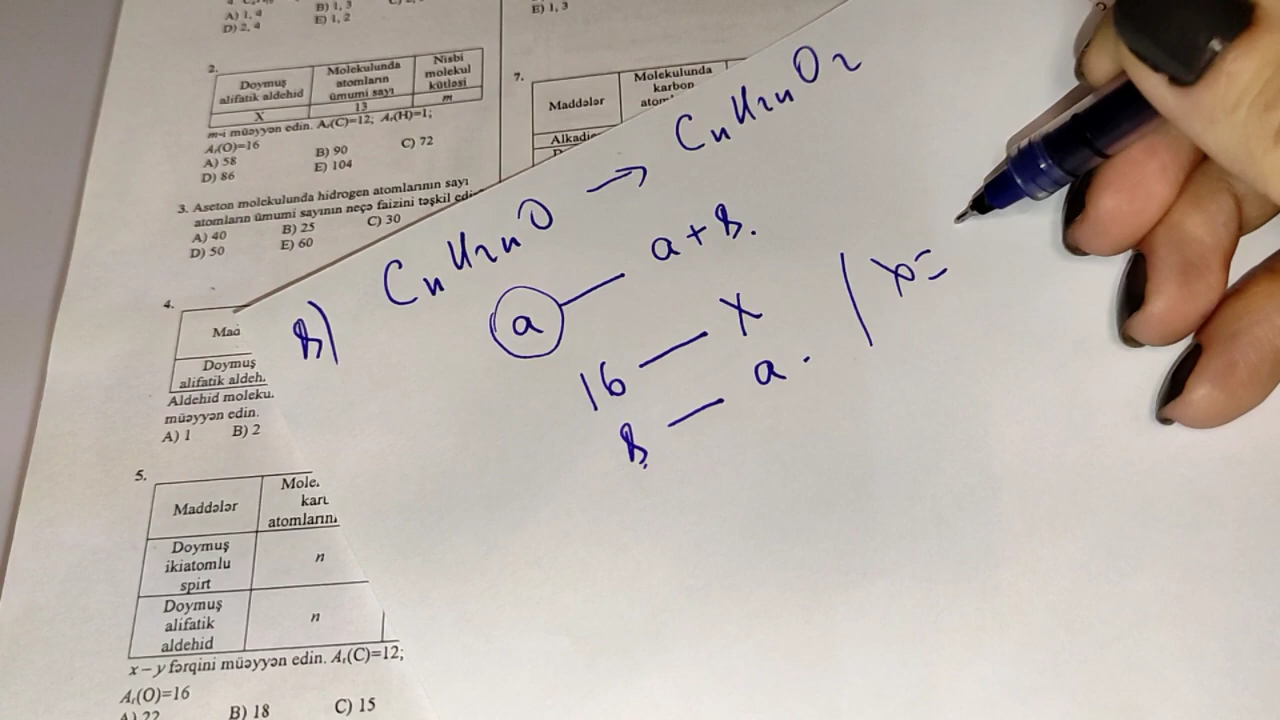 A) 1, 4
B) 1, 3
D) 2, 4
E) 1, 2
E) 1, 3
2.
Doymuş alifatik aldehid
Molekulunda atomların ümumi sayı
Nisbi molekul kütləsi
X
13
m
m-i müəyyən edin. Aᵣ(C)=12; Aᵣ(H)=1;
Aᵣ(O)=16
A) 58
B) 90
C) 72
D) 86
E) 104
3. Aseton molekulunda hidrogen atomlarının sayı
atomların ümumi sayının neçə faizini təşkil
A) 40
B) 25
C) 30
D) 50
E) 60
7.
Maddələr
Molekulunda
karbon
4.
Doymuş
alifatik
Aldehid
müəyyən edin.
A) 1
B) 2
5.
Maddələr
Doymuş
ikiatomlu
spirt
n
Doymuş
alifatik
aldehid
n
x – y fərqini müəyyən edin. Aᵣ(C)=12;
Aᵣ(O)=16
A) 22
B) 18
C) 15
8)
CnH2nO → CnH2nO2
a — a+8.
16 — x
8 — a.
x=